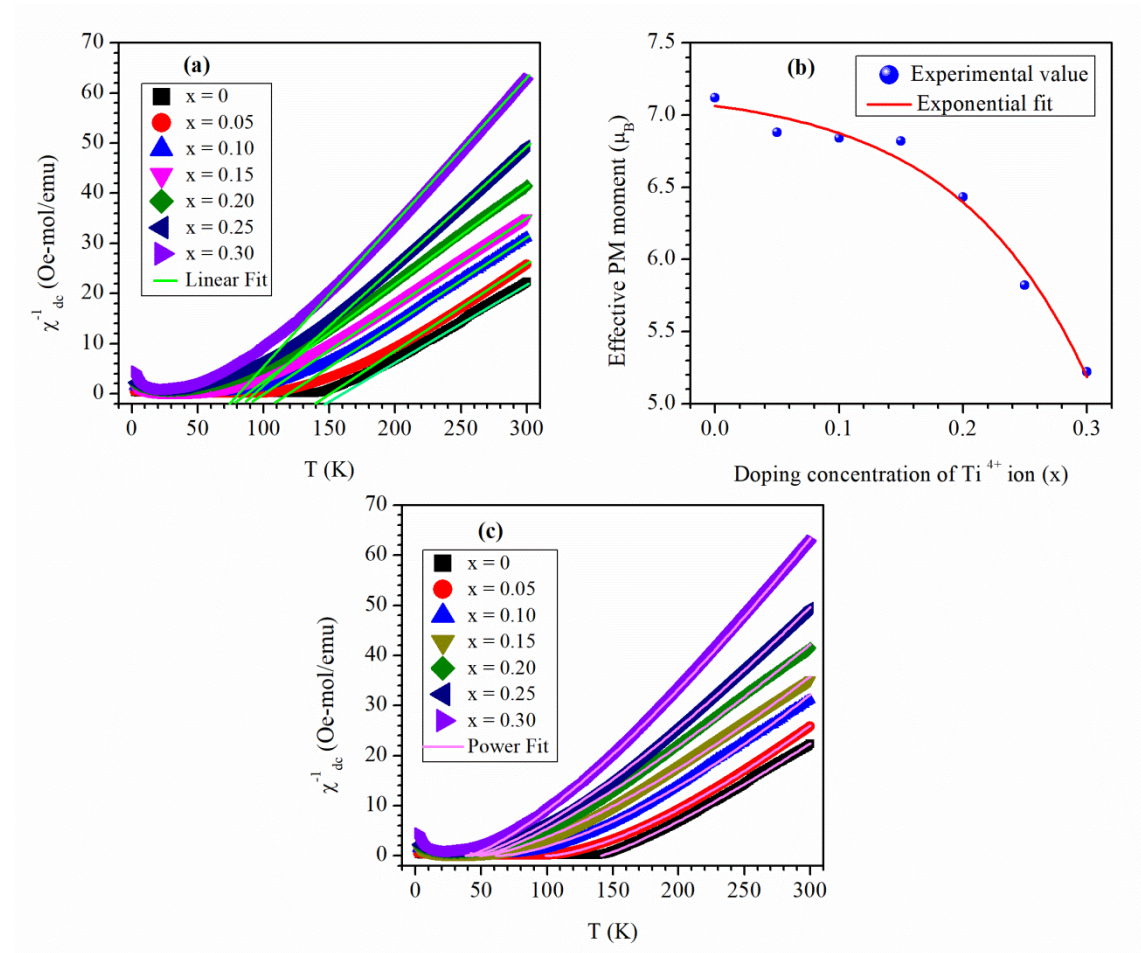 (a)
70
60
50
40
30
20
10
0
χ⁻¹dc (Oe-mol/emu)
x = 0
x = 0.05
x = 0.10
x = 0.15
x = 0.20
x = 0.25
x = 0.30
Linear Fit
0 50 100 150 200 250 300
T (K)
(b)
7.5
7.0
6.5
6.0
5.5
5.0
Effective PM moment (μB)
Experimental value
Exponential fit
0.0 0.1 0.2 0.3
Doping concentration of Ti⁴⁺ ion (x)
(c)
70
60
50
40
30
20
10
0
χ⁻¹dc (Oe-mol/emu)
x = 0
x = 0.05
x = 0.10
x = 0.15
x = 0.20
x = 0.25
x = 0.30
Power Fit
0 50 100 150 200 250 300
T (K)